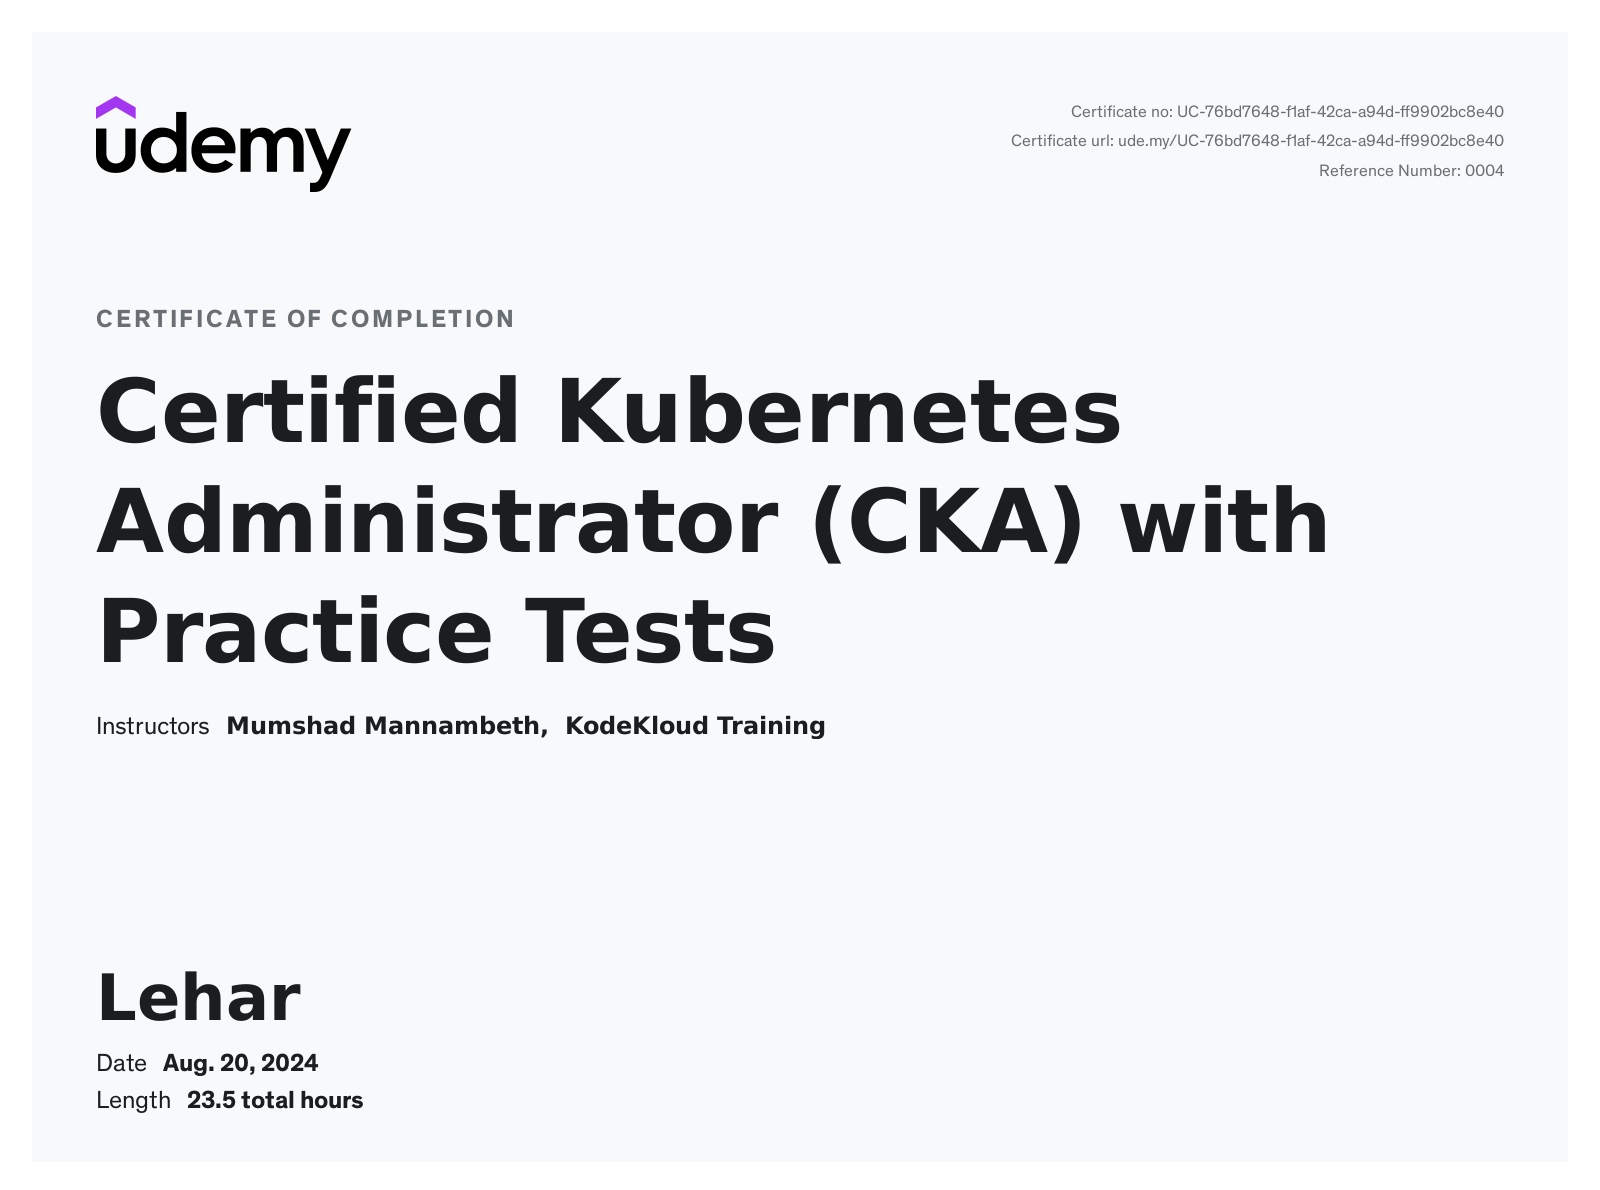 udemy
Certificate no: UC-76bd7648-f1af-42ca-a94d-ff9902bc8e40
Certificate url: ude.my/UC-76bd7648-f1af-42ca-a94d-ff9902bc8e40
Reference Number: 0004
CERTIFICATE OF COMPLETION
Certified Kubernetes
Administrator (CKA) with
Practice Tests
Instructors Mumshad Mannambeth, KodeKloud Training
Lehar
Date Aug. 20, 2024
Length 23.5 total hours